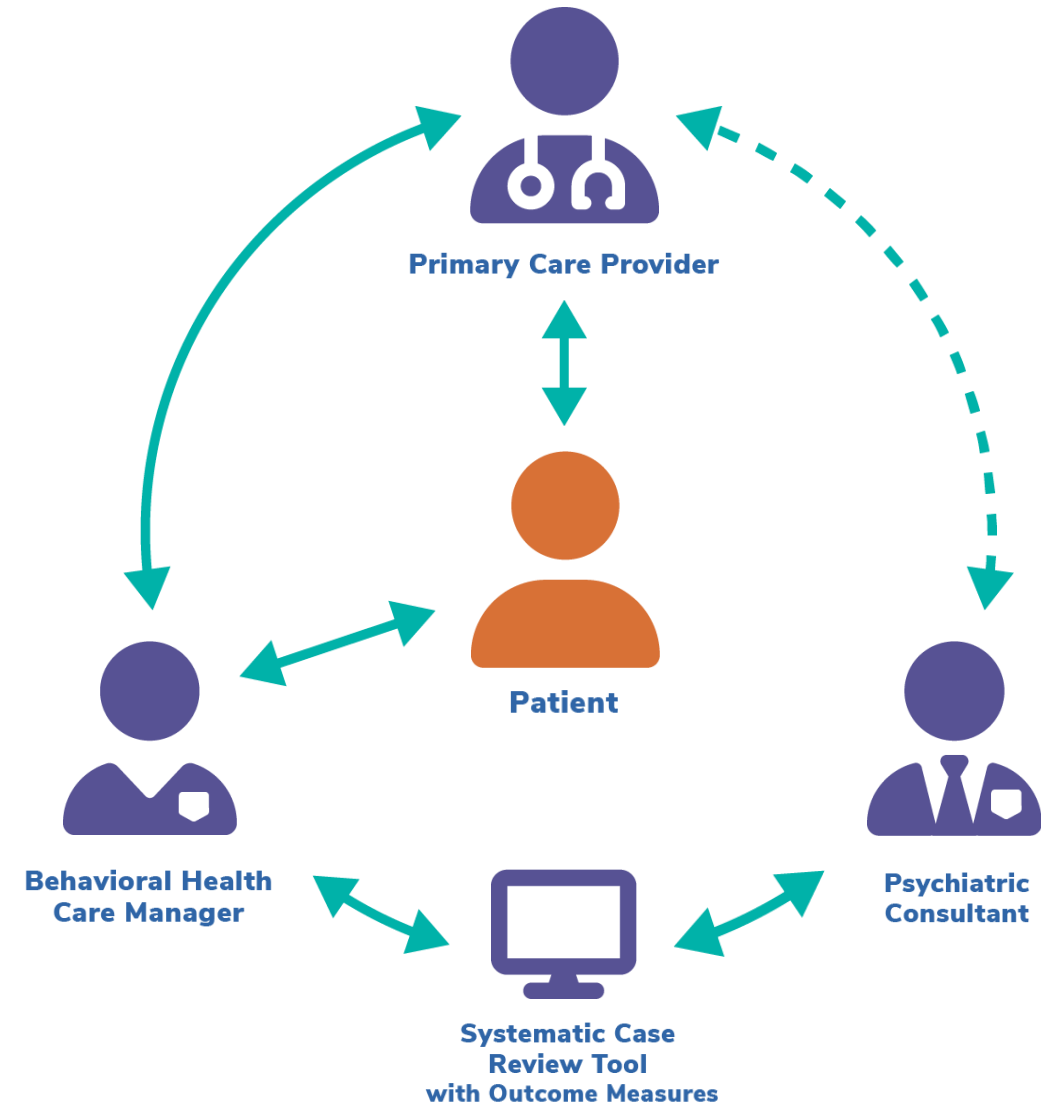 Primary Care Provider
Patient
Behavioral Health
Care Manager
Psychiatric
Consultant
Systematic Case
Review Tool
with Outcome Measures